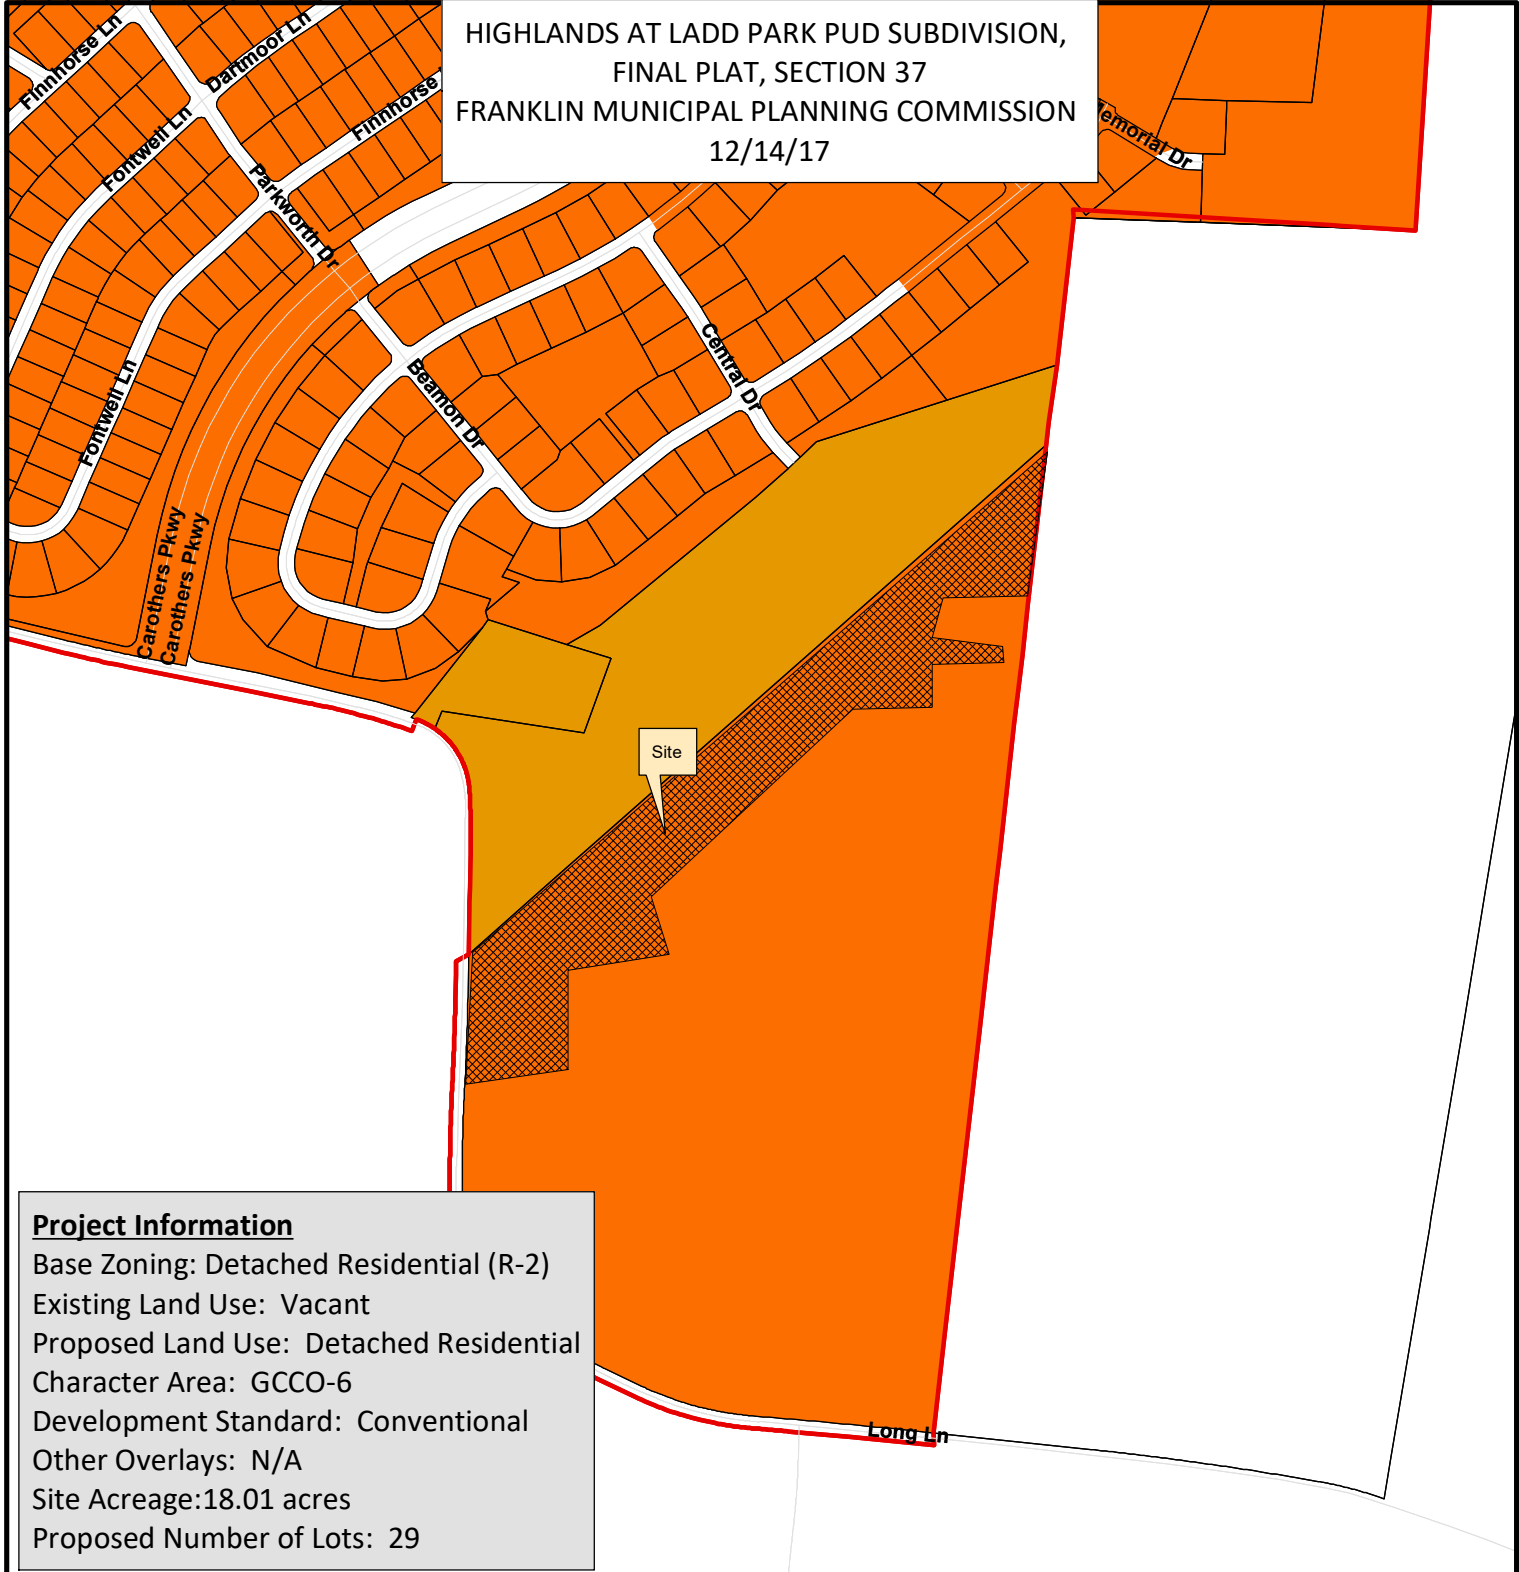 HIGHLANDS AT LADD PARK PUD SUBDIVISION,
FINAL PLAT, SECTION 37
FRANKLIN MUNICIPAL PLANNING COMMISSION
12/14/17
Finnhorse Ln
Dartmoor Ln
Fontwell Ln
Finnhorse
Memorial Dr
Parkworth Dr
Central Dr
Beamon Dr
Fontwell Ln
Carothers Pkwy
Carothers Pkwy
Site
Long Ln
Project Information
Base Zoning: Detached Residential (R-2)
Existing Land Use: Vacant
Proposed Land Use: Detached Residential
Character Area: GCCO-6
Development Standard: Conventional
Other Overlays: N/A
Site Acreage:18.01 acres
Proposed Number of Lots: 29